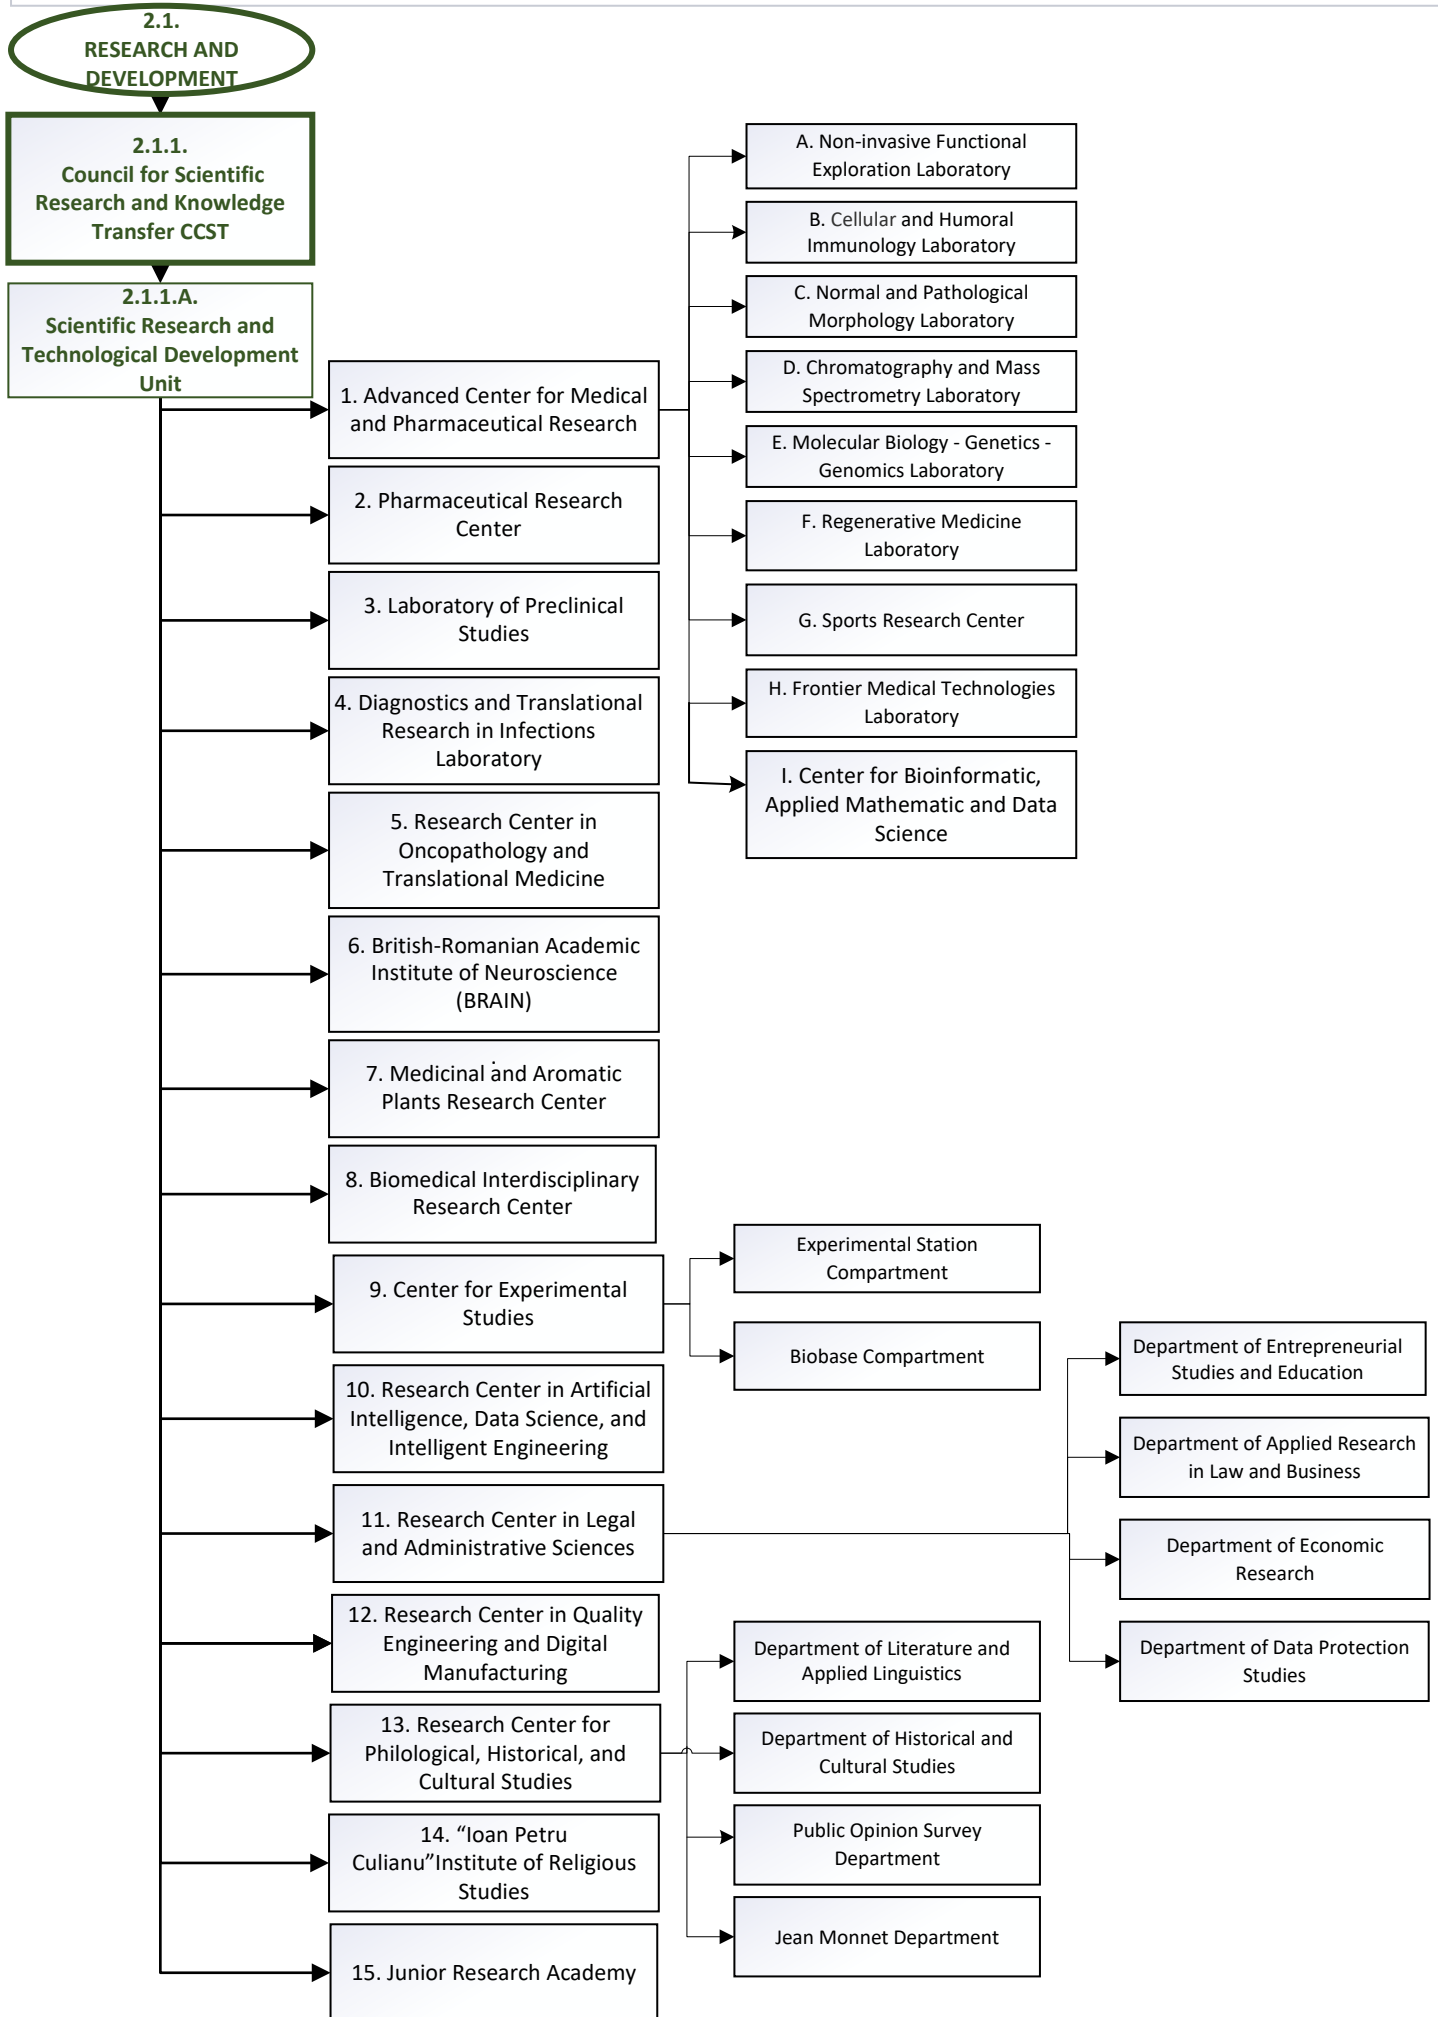 2.1.
RESEARCH AND
DEVELOPMENT
2.1.1.
Council for Scientific
Research and Knowledge
Transfer CCST
2.1.1.A.
Scientific Research and
Technological Development
Unit
1. Advanced Center for Medical
and Pharmaceutical Research
A. Non-invasive Functional
Exploration Laboratory
B. Cellular and Humoral
Immunology Laboratory
C. Normal and Pathological
Morphology Laboratory
D. Chromatography and Mass
Spectrometry Laboratory
E. Molecular Biology - Genetics -
Genomics Laboratory
F. Regenerative Medicine
Laboratory
G. Sports Research Center
H. Frontier Medical Technologies
Laboratory
I. Center for Bioinformatic,
Applied Mathematic and Data
Science
2. Pharmaceutical Research
Center
3. Laboratory of Preclinical
Studies
4. Diagnostics and Translational
Research in Infections
Laboratory
5. Research Center in
Oncopathology and
Translational Medicine
6. British-Romanian Academic
Institute of Neuroscience
(BRAIN)
.
7. Medicinal and Aromatic
Plants Research Center
8. Biomedical Interdisciplinary
Research Center
9. Center for Experimental
Studies
Experimental Station
Compartment
Biobase Compartment
10. Research Center in Artificial
Intelligence, Data Science, and
Intelligent Engineering
11. Research Center in Legal
and Administrative Sciences
Department of Entrepreneurial
Studies and Education
Department of Applied Research
in Law and Business
Department of Economic
Research
Department of Data Protection
Studies
12. Research Center in Quality
Engineering and Digital
Manufacturing
13. Research Center for
Philological, Historical, and
Cultural Studies
Department of Literature and
Applied Linguistics
Department of Historical and
Cultural Studies
Public Opinion Survey
Department
Jean Monnet Department
14. “Ioan Petru
Culianu”Institute of Religious
Studies
15. Junior Research Academy